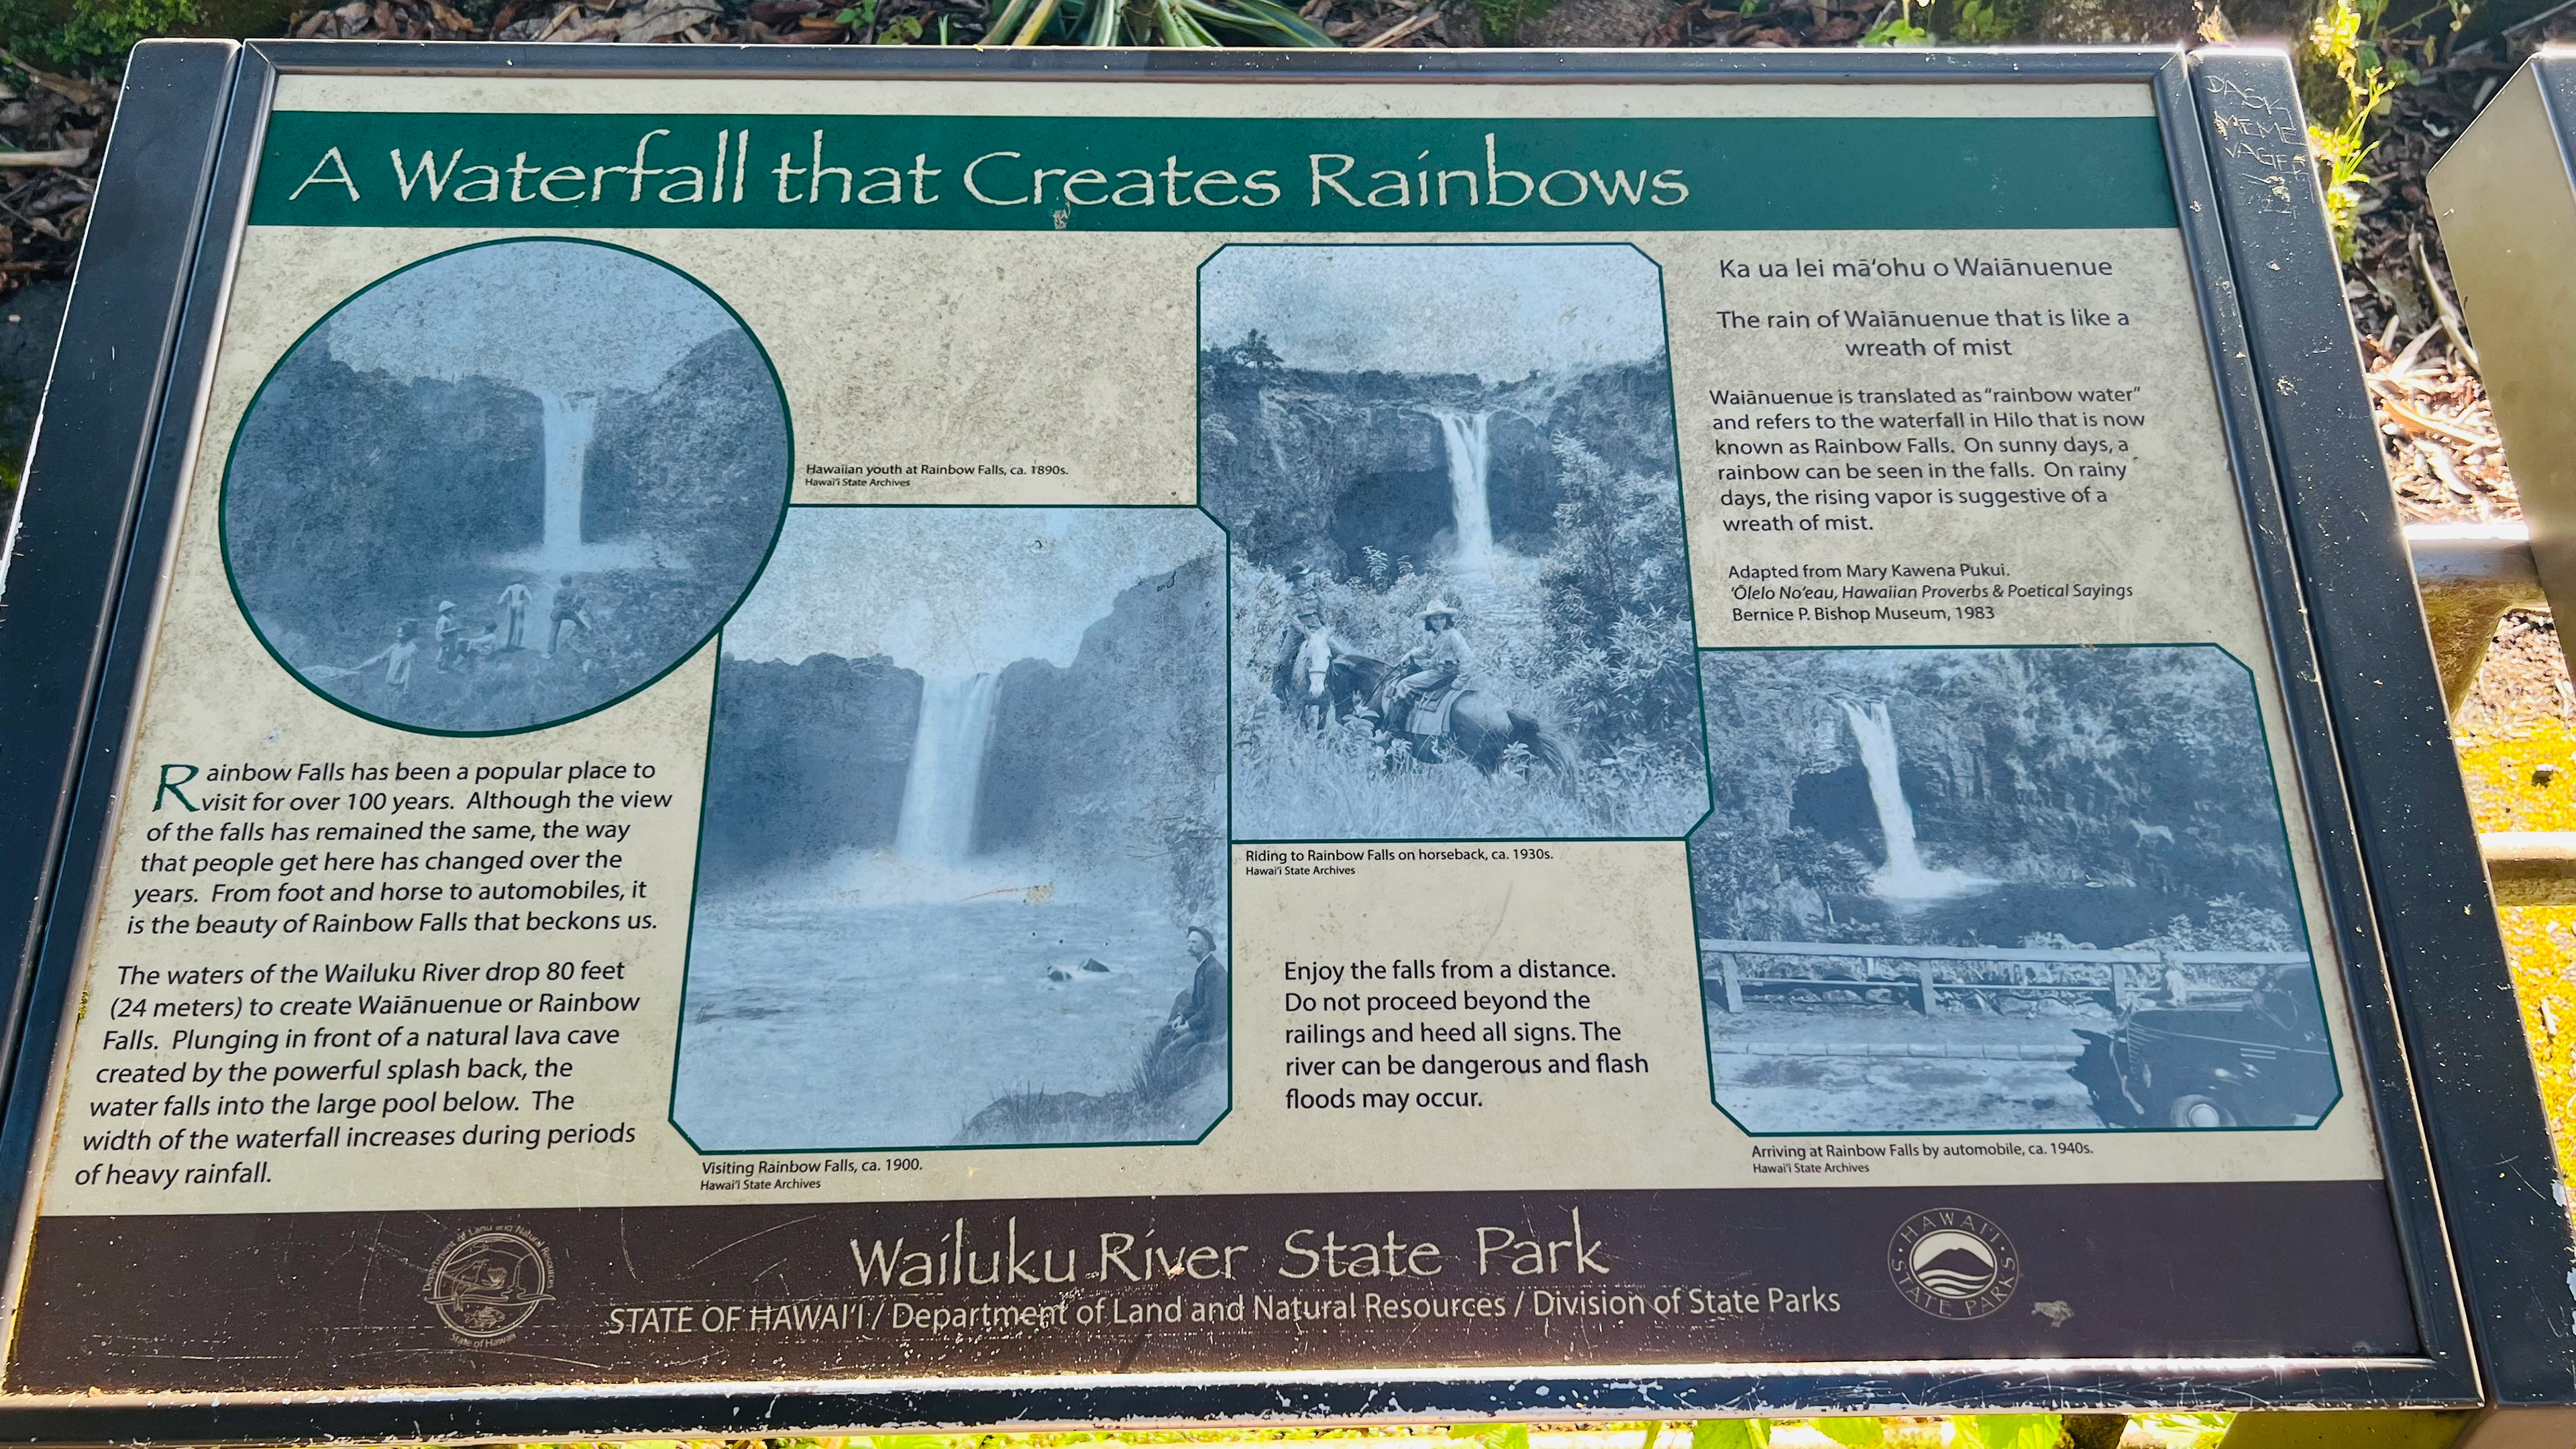 A Waterfall that Creates Rainbows
Hawaiian youth at Rainbow Falls, ca. 1890s.
Hawai'i State Archives
Rainbow Falls has been a popular place to
visit for over 100 years. Although the view
of the falls has remained the same, the way
that people get here has changed over the
years. From foot and horse to automobiles, it
is the beauty of Rainbow Falls that beckons us.
The waters of the Wailuku River drop 80 feet
(24 meters) to create Waiānuenue or Rainbow
Falls. Plunging in front of a natural lava cave
created by the powerful splash back, the
water falls into the large pool below. The
width of the waterfall increases during periods
of heavy rainfall.
Visiting Rainbow Falls, ca. 1900.
Hawai'i State Archives
Riding to Rainbow Falls on horseback, ca. 1930s.
Hawai'i State Archives
Enjoy the falls from a distance.
Do not proceed beyond the
railings and heed all signs. The
river can be dangerous and flash
floods may occur.
Ka ua lei mā‘ohu o Waiānuenue
The rain of Waiānuenue that is like a
wreath of mist
Waiānuenue is translated as “rainbow water”
and refers to the waterfall in Hilo that is now
known as Rainbow Falls. On sunny days, a
rainbow can be seen in the falls. On rainy
days, the rising vapor is suggestive of a
wreath of mist.
Adapted from Mary Kawena Pukui.
‘Ōlelo No‘eau, Hawaiian Proverbs & Poetical Sayings
Bernice P. Bishop Museum, 1983
Arriving at Rainbow Falls by automobile, ca. 1940s.
Hawai'i State Archives
Department of Land and Natural Resources
State of Hawaii
Wailuku River State Park
STATE OF HAWAI'I / Department of Land and Natural Resources / Division of State Parks
HAWAI'I
STATE PARKS
DASK
MEME